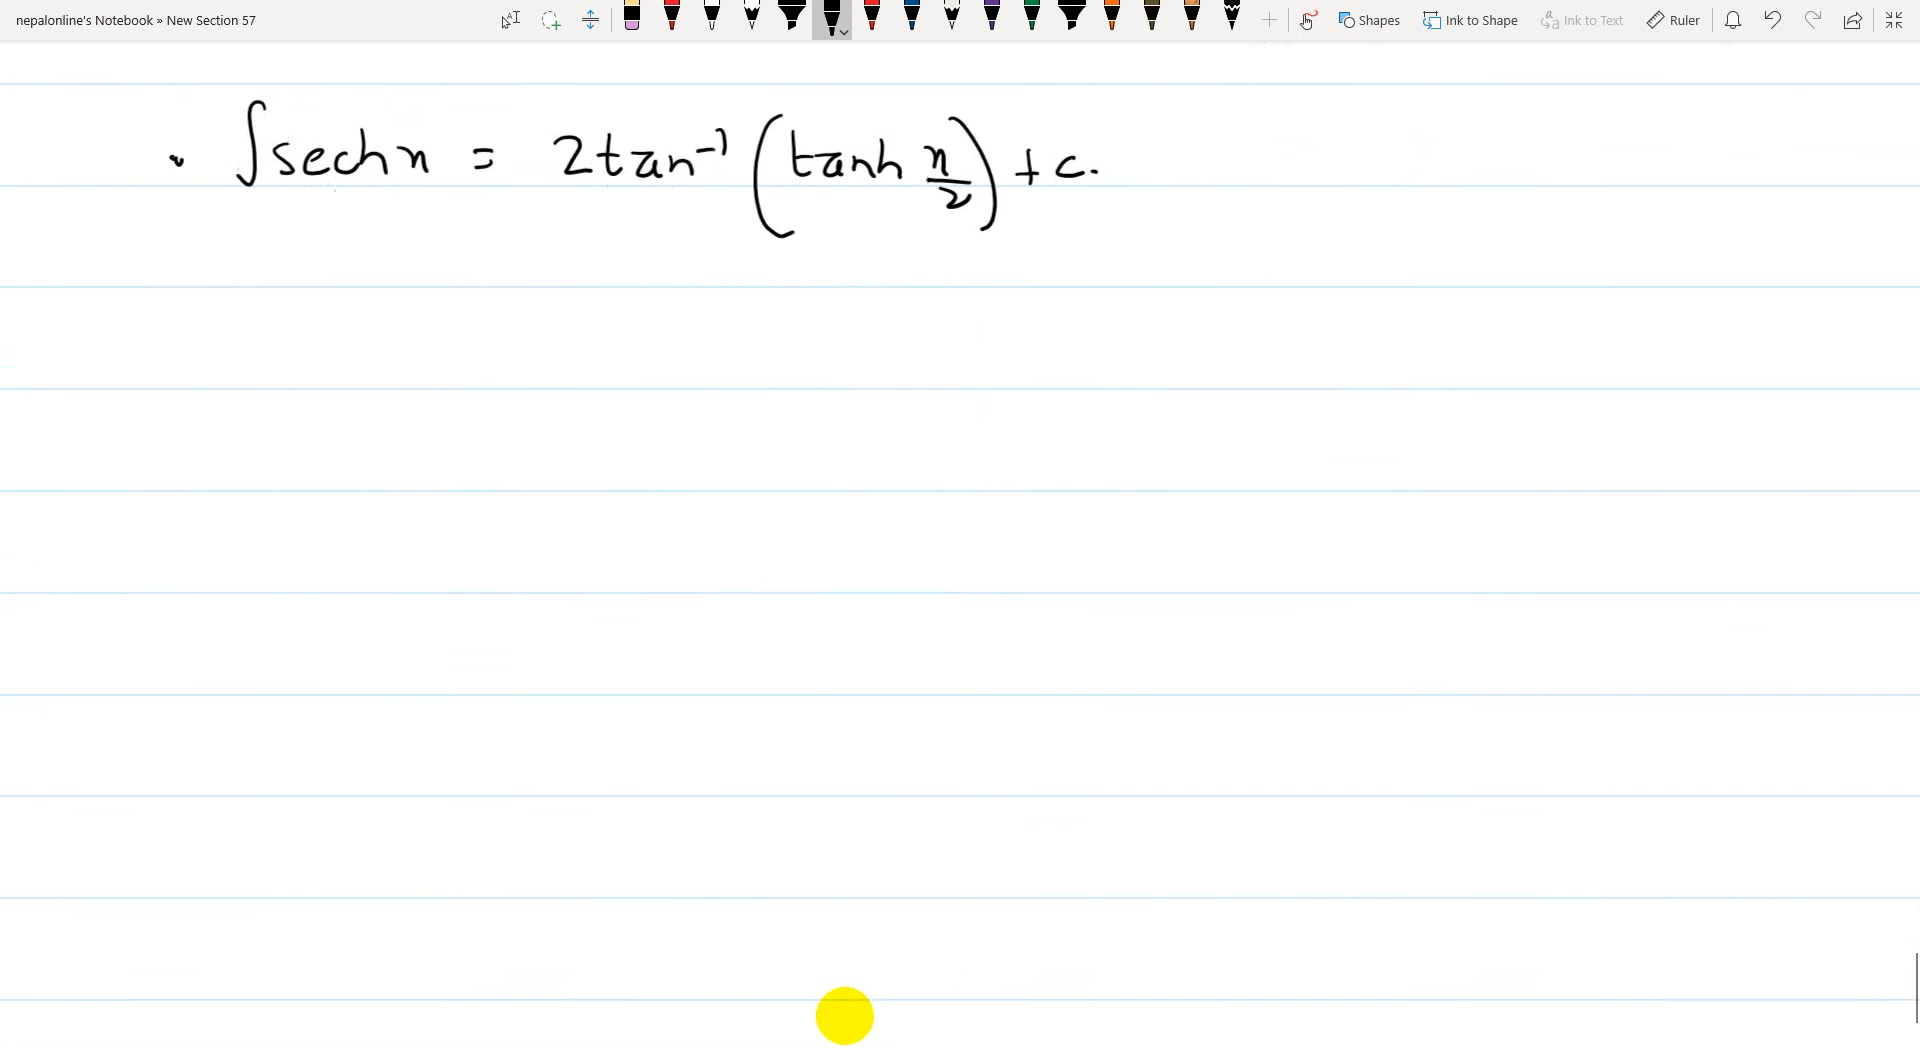 nepalonline's Notebook » New Section 57
Shapes
Ink to Shape
Ink to Text
Ruler
∫sech x = 2tan⁻¹(tanh x/2) + c.